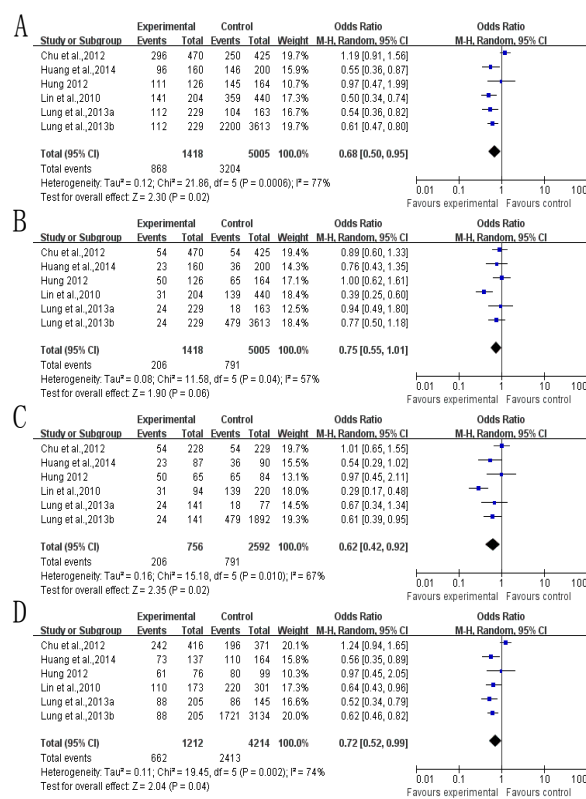 A
Experimental Control Odds Ratio Odds Ratio
Study or Subgroup Events Total Events Total Weight M-H, Random, 95% CI M-H, Random, 95% CI
Chu et al.,2012 296 470 250 425 19.7% 1.19 [0.91, 1.56]
Huang et al.,2014 96 160 146 200 14.9% 0.55 [0.36, 0.87]
Hung 2012 111 126 145 164 9.7% 0.97 [0.47, 1.99]
Lin et al.,2010 141 204 359 440 16.9% 0.50 [0.34, 0.74]
Lung et al.,2013a 112 229 104 163 16.2% 0.54 [0.36, 0.82]
Lung et al.,2013b 112 229 2200 3613 19.7% 0.61 [0.47, 0.80]
Total (95% CI) 1418 5005 100.0% 0.68 [0.50, 0.95]
Total events 868 3204
Heterogeneity: Tau² = 0.12; Chi² = 21.86, df = 5 (P = 0.0006); I² = 77%
Test for overall effect: Z = 2.30 (P = 0.02)
0.01 0.1 1 10 100
Favours experimental Favours control
B
Experimental Control Odds Ratio Odds Ratio
Study or Subgroup Events Total Events Total Weight M-H, Random, 95% CI M-H, Random, 95% CI
Chu et al.,2012 54 470 54 425 19.4% 0.89 [0.60, 1.33]
Huang et al.,2014 23 160 36 200 14.3% 0.76 [0.43, 1.35]
Hung 2012 50 126 65 164 17.1% 1.00 [0.62, 1.61]
Lin et al.,2010 31 204 139 440 18.3% 0.39 [0.25, 0.60]
Lung et al.,2013a 24 229 18 163 12.5% 0.94 [0.49, 1.80]
Lung et al.,2013b 24 229 479 3613 18.4% 0.77 [0.50, 1.18]
Total (95% CI) 1418 5005 100.0% 0.75 [0.55, 1.01]
Total events 206 791
Heterogeneity: Tau² = 0.08; Chi² = 11.58, df = 5 (P = 0.04); I² = 57%
Test for overall effect: Z = 1.90 (P = 0.06)
0.01 0.1 1 10 100
Favours experimental Favours control
C
Experimental Control Odds Ratio Odds Ratio
Study or Subgroup Events Total Events Total Weight M-H, Random, 95% CI M-H, Random, 95% CI
Chu et al.,2012 54 228 54 229 19.7% 1.01 [0.65, 1.55]
Huang et al.,2014 23 87 36 90 15.5% 0.54 [0.29, 1.02]
Hung 2012 50 65 65 84 12.9% 0.97 [0.45, 2.11]
Lin et al.,2010 31 94 139 220 18.0% 0.29 [0.17, 0.48]
Lung et al.,2013a 24 141 18 77 14.5% 0.67 [0.34, 1.34]
Lung et al.,2013b 24 141 479 1892 19.3% 0.61 [0.39, 0.95]
Total (95% CI) 756 2592 100.0% 0.62 [0.42, 0.92]
Total events 206 791
Heterogeneity: Tau² = 0.16; Chi² = 15.18, df = 5 (P = 0.010); I² = 67%
Test for overall effect: Z = 2.35 (P = 0.02)
0.01 0.1 1 10 100
Favours experimental Favours control
D
Experimental Control Odds Ratio Odds Ratio
Study or Subgroup Events Total Events Total Weight M-H, Random, 95% CI M-H, Random, 95% CI
Chu et al.,2012 242 416 196 371 20.1% 1.24 [0.94, 1.65]
Huang et al.,2014 73 137 110 164 15.8% 0.56 [0.35, 0.89]
Hung 2012 61 76 80 99 10.9% 0.97 [0.45, 2.05]
Lin et al.,2010 110 173 220 301 16.9% 0.64 [0.43, 0.96]
Lung et al.,2013a 88 205 86 145 16.6% 0.52 [0.34, 0.79]
Lung et al.,2013b 88 205 1721 3134 20.0% 0.62 [0.46, 0.82]
Total (95% CI) 1212 4214 100.0% 0.72 [0.52, 0.99]
Total events 662 2413
Heterogeneity: Tau² = 0.11; Chi² = 19.45, df = 5 (P = 0.002); I² = 74%
Test for overall effect: Z = 2.04 (P = 0.04)
0.01 0.1 1 10 100
Favours experimental Favours control